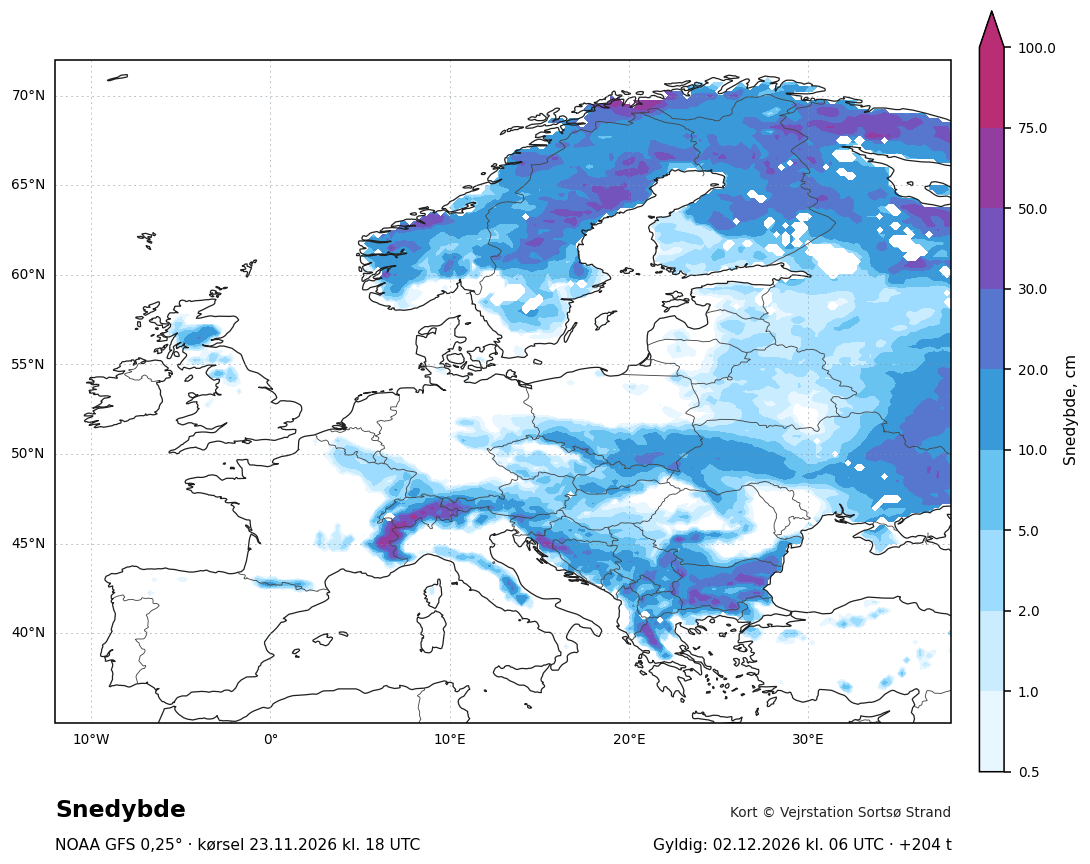 70°N
65°N
60°N
55°N
50°N
45°N
40°N
10°W 0° 10°E 20°E 30°E
100.0
75.0
50.0
30.0
20.0
10.0
5.0
2.0
1.0
0.5
Snedybde, cm
Snedybde
Kort © Vejrstation Sortsø Strand
NOAA GFS 0,25° · kørsel 23.11.2026 kl. 18 UTC
Gyldig: 02.12.2026 kl. 06 UTC · +204 t